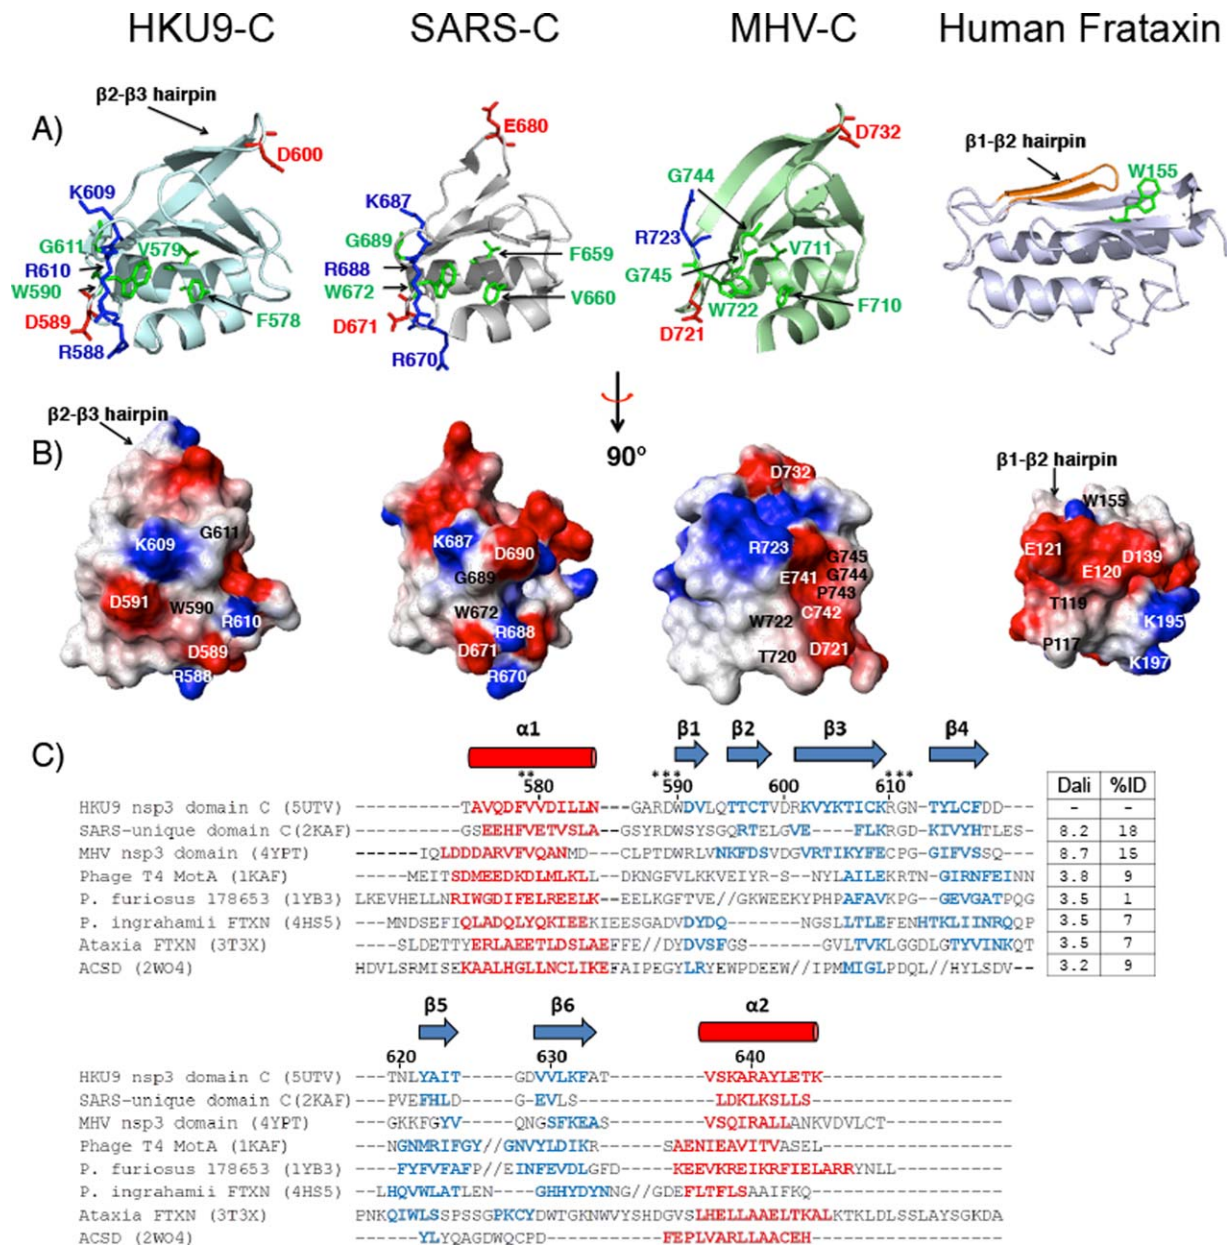 HKU9-C SARS-C MHV-C Human Frataxin
A)
β2-β3 hairpin
D600
K609
G611
V579
R610
W590
D589
R588
F578
E680
K687
G689
R688
W672
D671
R670
F659
V660
D732
G744
R723
V711
G745
W722
D721
F710
β1-β2 hairpin
W155
90°
B)
β2-β3 hairpin
K609
G611
D591
W590
R610
D589
R588
K687
D690
G689
W672
R688
D671
R670
D732
R723
G745
E741
G744
P743
C742
W722
T720
D721
β1-β2 hairpin
W155
E121
D139
E120
T119
K195
P117
K197
C)
α1 β1 β2 β3 β4
** *** ***
580 590 600 610
Dali %ID
HKU9 nsp3 domain C (5UTV) ----------TAVQDFVVDILLN---GARDWDVLQTTCTVDRKVYKTICKRGN-TYLCFDD---- - -
SARS-unique domain C(2KAF) -----------GSEEHFVETVSLA---GSYRDWSYSGQRTELGVE----FLKRGD-KIVYHTLES-- 8.2 18
MHV nsp3 domain (4YPT) -------IQLDDDARVFVQANMD---CLPTDWRLVNKFDSVDGVRTIKYFECPG-GIFVSSQ---- 8.7 15
Phage T4 MotA (1KAF) -----MEITSDMEEDKDLMLKLL--DKNGFVLKKVEIYR-S--NYLAILEKRTN--GIRNFEINN 3.8 9
P. furiosus 178653 (1YB3) LKEVHELLNRIWGDIFELREELK---EELKGFTVE//GKWEEKYPHPAFAVKPG--GEVGATPQG 3.5 1
P. ingrahamii FTXN (4HS5) ---MNDSEFIQLADQLYQKIEEKIEESGADVDYDQ-----NGSLLTLEFENHTKLIINRQQP 3.5 7
Ataxia FTXN (3T3X) ----SLDETTYERLAEETLDSLAEFFE//DYDVSFGS------GVLTVKLGGDLGTYVINKQT 3.5 7
ACSD (2WO4) HDVLSRMISEKAALHGLLNCLIKEFAIPEGYLRYEWPDEEW//IPMMIGLPDQL//HYLSDV-- 3.2 9
β5 β6 α2
620 630 640
HKU9 nsp3 domain C (5UTV) ---TNLYAIT-----GDVVLKFAT---------VSKARAYLETK------------------
SARS-unique domain C(2KAF) ---PVEFHLD-----G-EVLS------------LDKLKSLLS------------------
MHV nsp3 domain (4YPT) ---GKKFGYV---QNGSFKEAS---------VSQIRALLANKVDVLCT-----------
Phage T4 MotA (1KAF) ---NGNMRIFGY//GNVYLDIKR-----SAENIEAVITVASEL---------------
P. furiosus 178653 (1YB3) ----FYFVFAFP//EINFEVDLGFD-----KEEVKREIKRFIELARRYNLL--------
P. ingrahamii FTXN (4HS5) ---LHQVWLATLEN----GHHYDYNNG//GDEFLTFLSAAIFKQ---------------
Ataxia FTXN (3T3X) PNKQIWLSSPSSGPKCYDWTGKNWVYSHDGVSLHELLAAELTKALKTKLDLSSLAYSGKDA
ACSD (2WO4) ------YLYQAGDWQCPD------------FEPLVARLLAACEH---------------